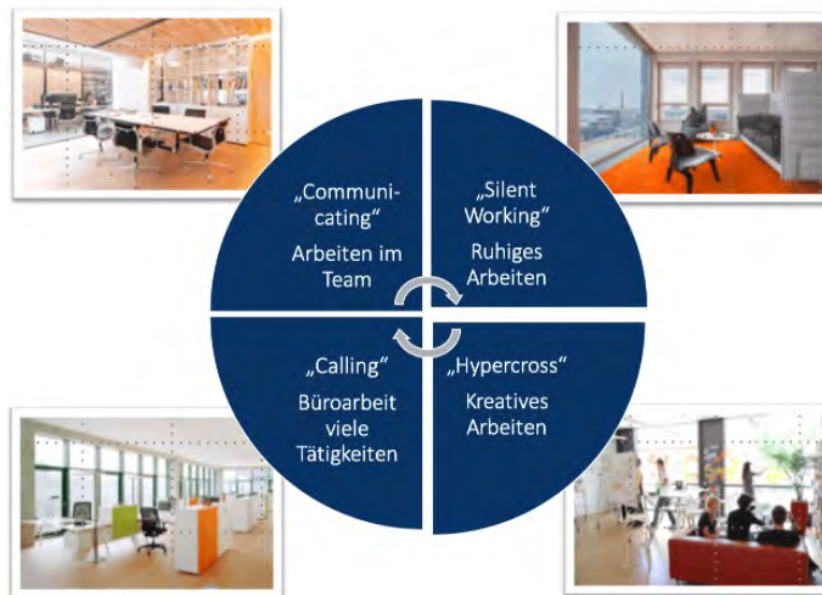 „Communi-
cating“
Arbeiten im
Team
„Silent
Working“
Ruhiges
Arbeiten
„Calling“
Büroarbeit
viele
Tätigkeiten
„Hypercross“
Kreatives
Arbeiten